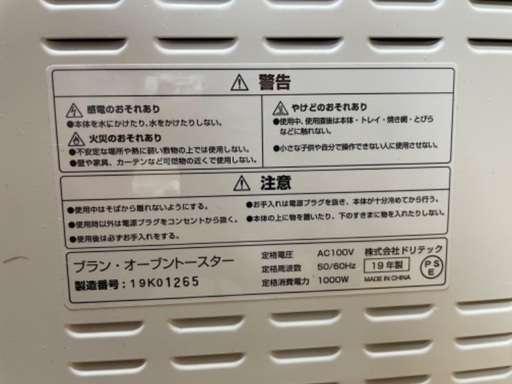 警告
感電のおそれあり
●本体を水にかけたり、水をかけたりしない。
火災のおそれあり
●不安定な場所や熱に弱い敷物の上では使用しない。
●壁や家具、カーテンなど可燃物の近くで使用しない。
やけどのおそれあり
●使用中、使用直後は本体・トレイ・焼き網・とびら
などに触れない。
●小さな子供や自分で操作できない人に使用させない。
注意
●使用中はそばから離れないようにする。
●使用時以外は電源プラグをコンセントから抜く。
●使用後は必ずお手入れをする。
●お手入れは電源プラグを抜き、本体が十分冷めてから行う。
●本体の上に物を置いたり、下のすきまに物を入れたりしない。
ブラン・オーブントースター
製造番号:19K01265
定格電圧 AC100V
定格周波数 50/60Hz
定格消費電力 1000W
株式会社ドリテック
19年製
MADE IN CHINA
PSE